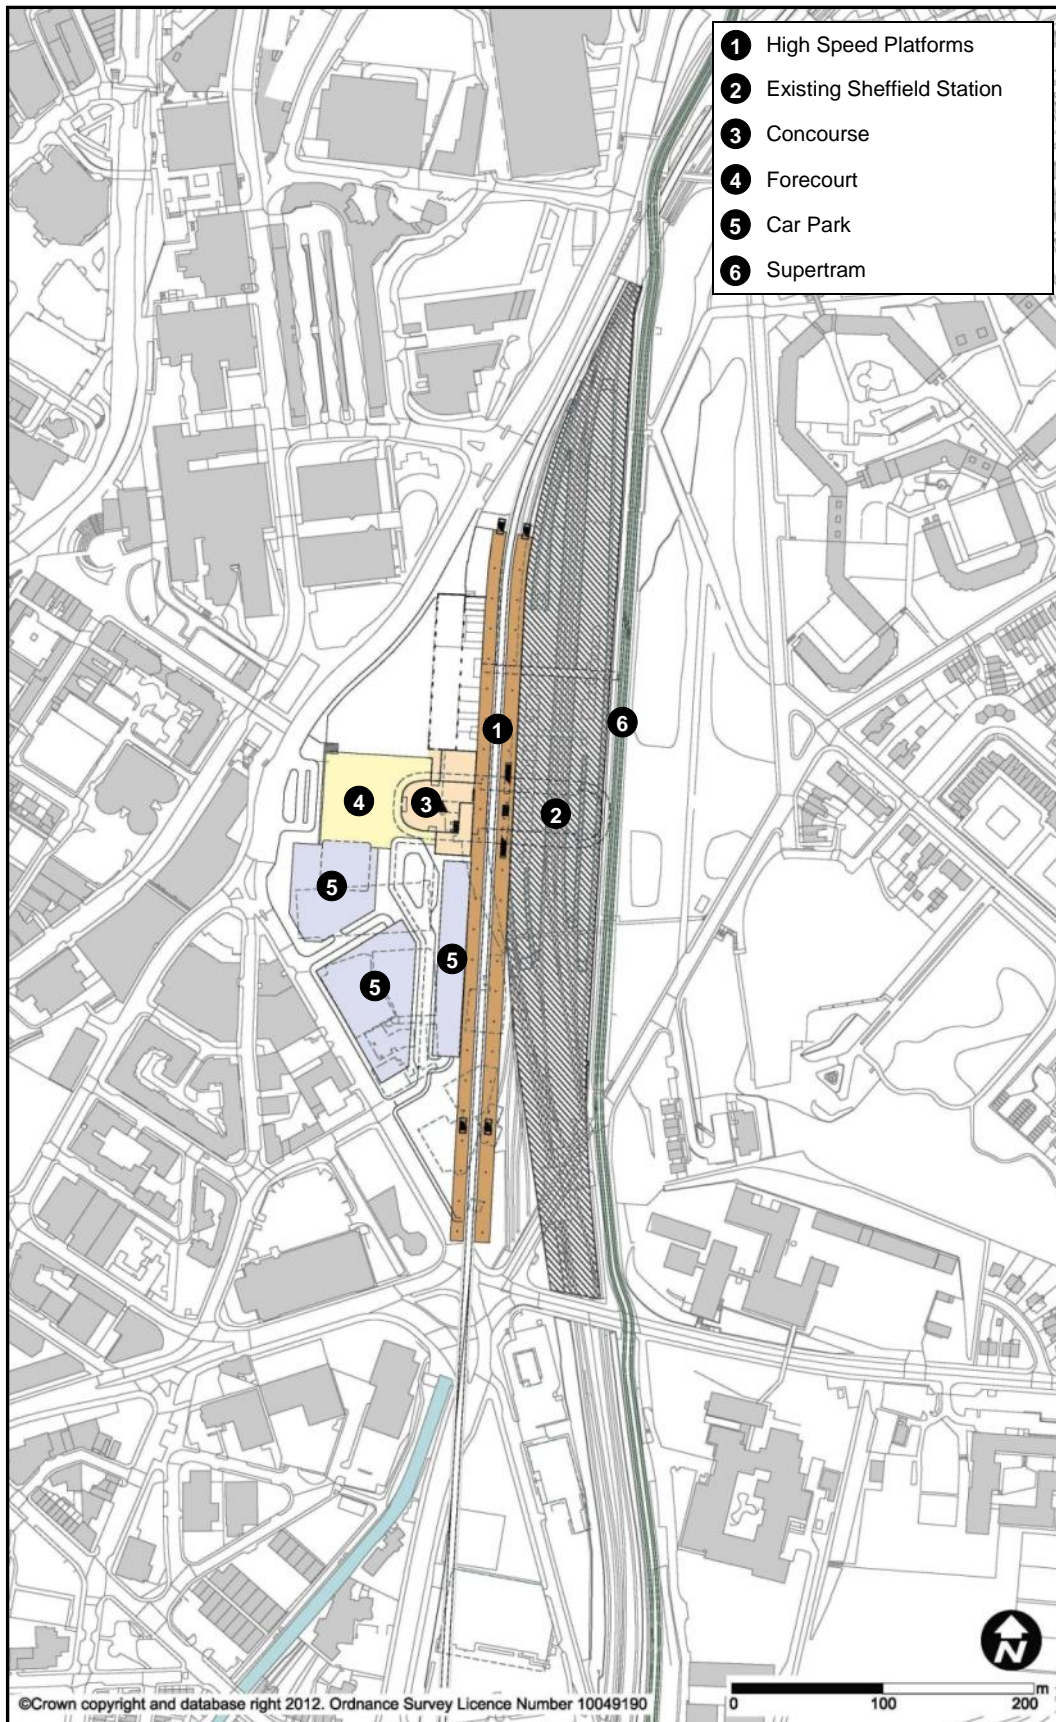 1 High Speed Platforms
2 Existing Sheffield Station
3 Concourse
4 Forecourt
5 Car Park
6 Supertram
1
6
2
4
3
5
5
5
N
©Crown copyright and database right 2012. Ordnance Survey Licence Number 10049190
0 100 200 m